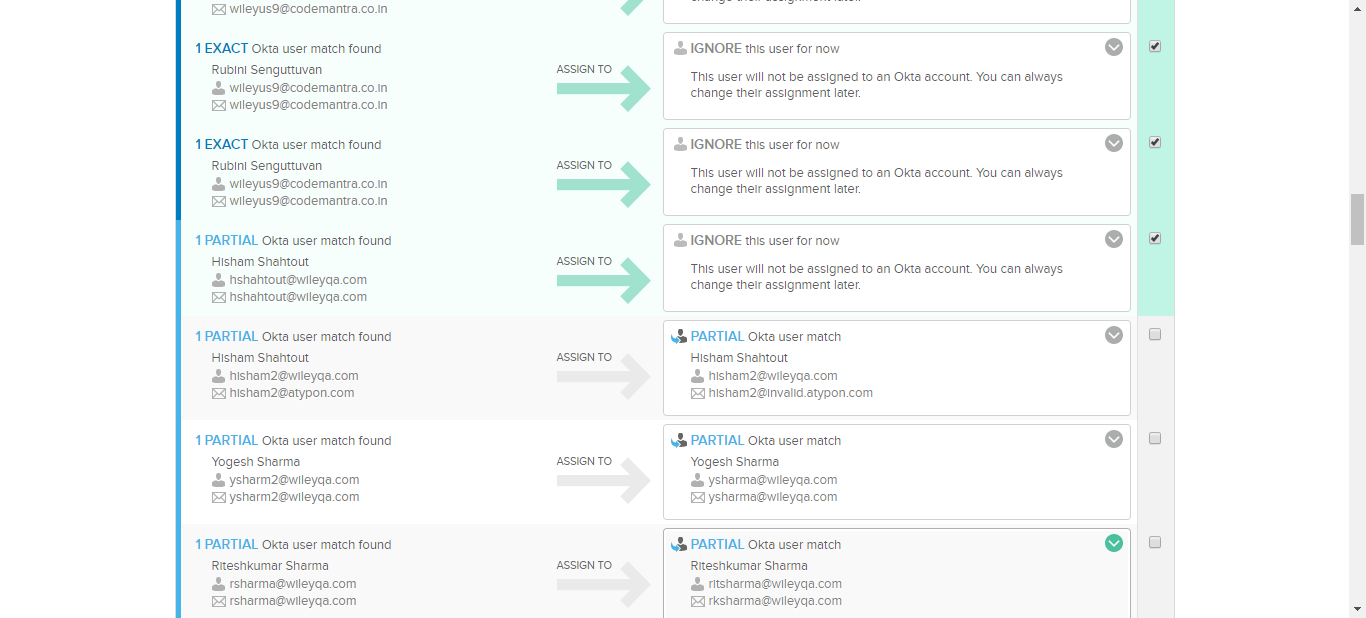 wileyus9@codemantra.co.in
change their assignment later.
1 EXACT Okta user match found
Rubini Senguttuvan
wileyus9@codemantra.co.in
wileyus9@codemantra.co.in
ASSIGN TO
IGNORE this user for now
This user will not be assigned to an Okta account. You can always
change their assignment later.
1 EXACT Okta user match found
Rubini Senguttuvan
wileyus9@codemantra.co.in
wileyus9@codemantra.co.in
ASSIGN TO
IGNORE this user for now
This user will not be assigned to an Okta account. You can always
change their assignment later.
1 PARTIAL Okta user match found
Hisham Shahtout
hshahtout@wileyqa.com
hshahtout@wileyqa.com
ASSIGN TO
IGNORE this user for now
This user will not be assigned to an Okta account. You can always
change their assignment later.
1 PARTIAL Okta user match found
Hisham Shahtout
hisham2@wileyqa.com
hisham2@atypon.com
ASSIGN TO
PARTIAL Okta user match
Hisham Shahtout
hisham2@wileyqa.com
hisham2@invalid.atypon.com
1 PARTIAL Okta user match found
Yogesh Sharma
ysharm2@wileyqa.com
ysharm2@wileyqa.com
ASSIGN TO
PARTIAL Okta user match
Yogesh Sharma
ysharma@wileyqa.com
ysharma@wileyqa.com
1 PARTIAL Okta user match found
Riteshkumar Sharma
rsharma@wileyqa.com
rsharma@wileyqa.com
ASSIGN TO
PARTIAL Okta user match
Riteshkumar Sharma
ritsharma@wileyqa.com
rksharma@wileyqa.com